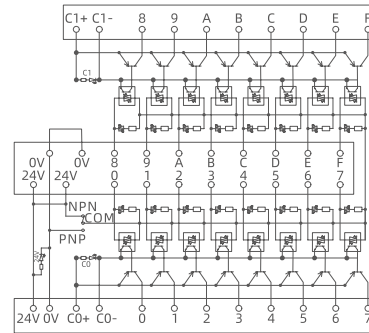 C1+ C1- 8 9 A B C D E F
C1
0V 0V 8 9 A B C D E F
24V 24V 0 1 2 3 4 5 6 7
NPN
COM
PNP
24V
C0
24V 0V C0+ C0- 0 1 2 3 4 5 6 7